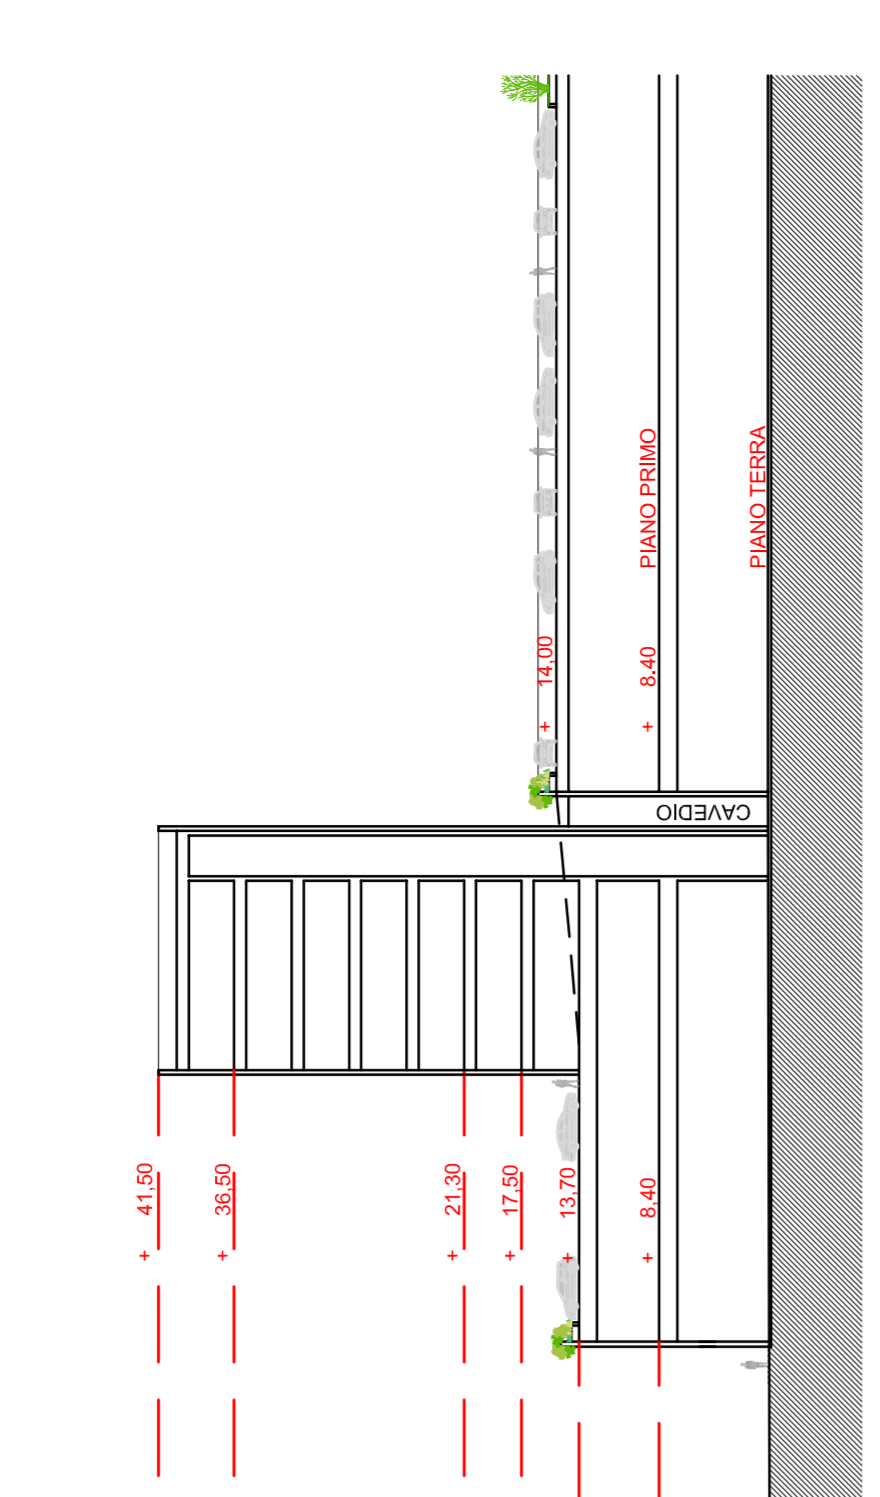 + 41,50
+ 36,50
+ 21,30
+ 17,50
+ 13,70
+ 8,40
CAVEDIO
+ 14,00
+ 8.40 PIANO PRIMO
PIANO TERRA